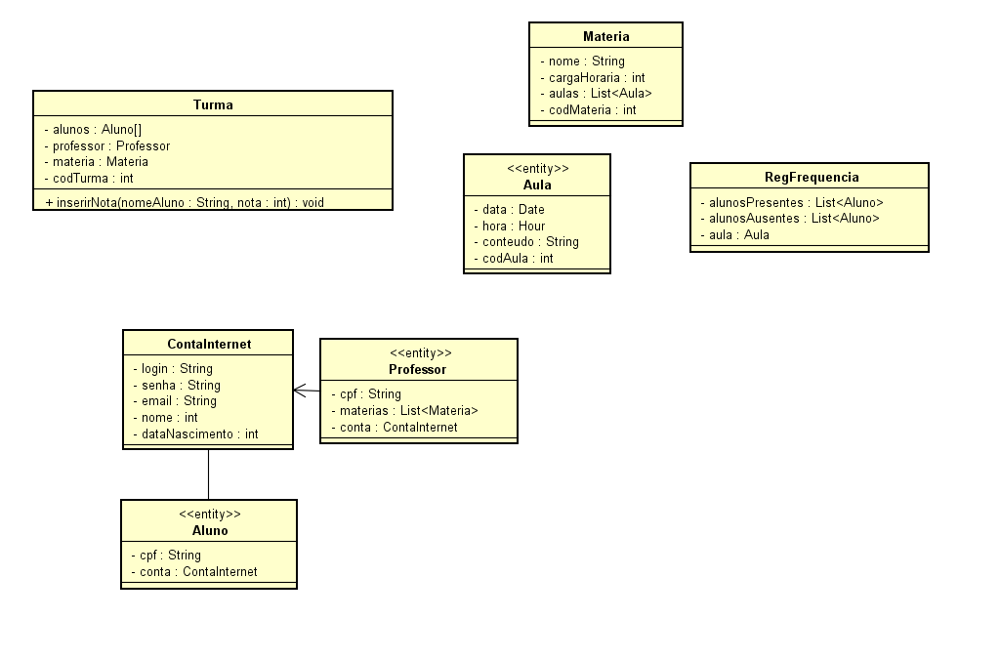 Materia
- nome : String
- cargaHoraria : int
- aulas : List<Aula>
- codMateria : int
Turma
- alunos : Aluno[]
- professor : Professor
- materia : Materia
- codTurma : int
+ inserirNota(nomeAluno : String, nota : int) : void
<<entity>>
Aula
- data : Date
- hora : Hour
- conteudo : String
- codAula : int
RegFrequencia
- alunosPresentes : List<Aluno>
- alunosAusentes : List<Aluno>
- aula : Aula
ContaInternet
- login : String
- senha : String
- email : String
- nome : int
- dataNascimento : int
<<entity>>
Professor
- cpf : String
- materias : List<Materia>
- conta : ContaInternet
<<entity>>
Aluno
- cpf : String
- conta : ContaInternet